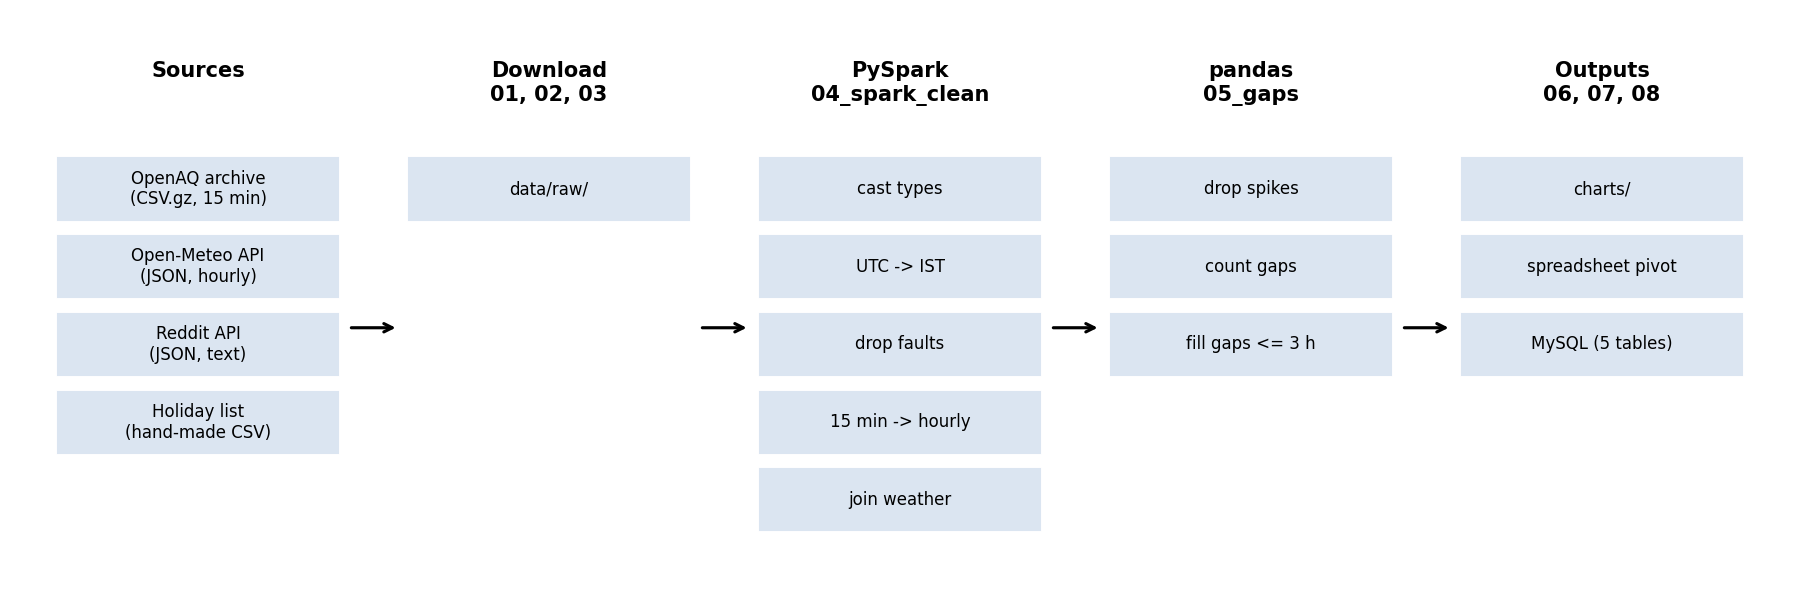 Sources
OpenAQ archive
(CSV.gz, 15 min)
Open-Meteo API
(JSON, hourly)
Reddit API
(JSON, text)
Holiday list
(hand-made CSV)
Download
01, 02, 03
data/raw/
PySpark
04_spark_clean
cast types
UTC -> IST
drop faults
15 min -> hourly
join weather
pandas
05_gaps
drop spikes
count gaps
fill gaps <= 3 h
Outputs
06, 07, 08
charts/
spreadsheet pivot
MySQL (5 tables)